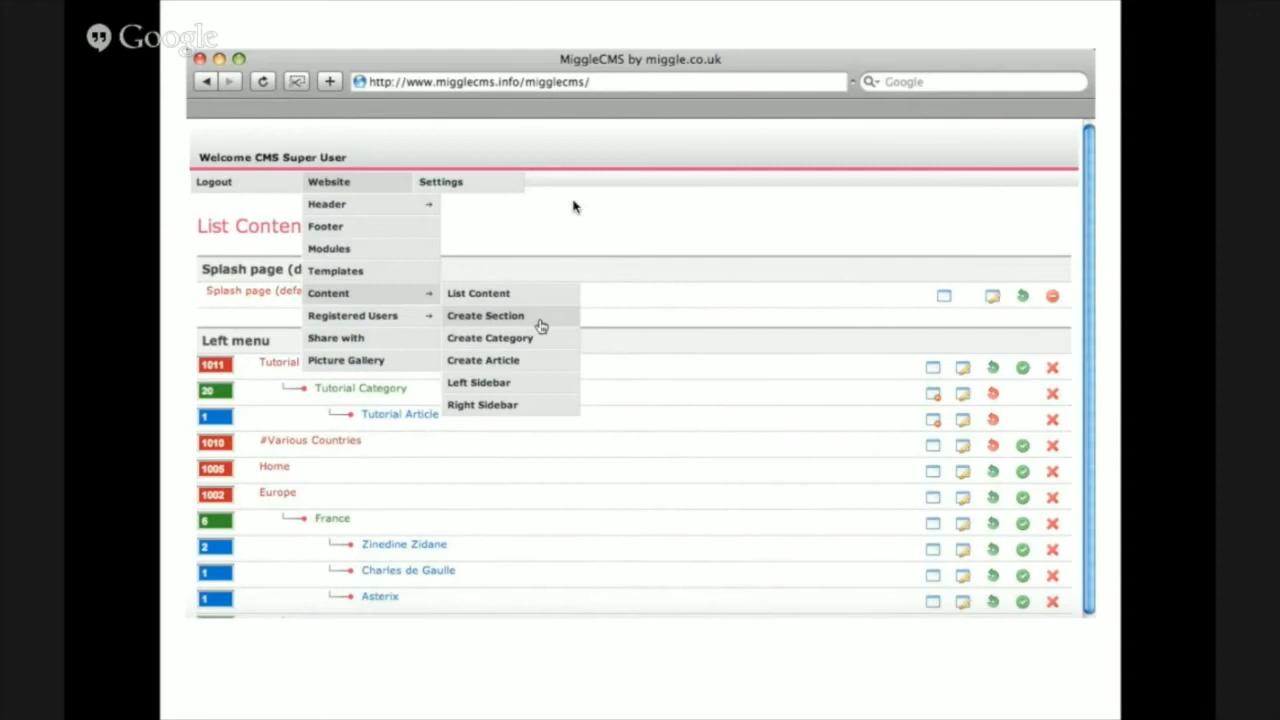 Google
MiggleCMS by miggle.co.uk
http://www.migglecms.info/migglecms/
Google
Welcome CMS Super User
Logout
Website
Settings
Header
List Conten
Footer
Modules
Splash page (d
Templates
Splash page (defa
Content
List Content
Registered Users
Create Section
Left menu
Share with
Create Category
1011
Tutorial
Picture Gallery
Create Article
Left Sidebar
20
Tutorial Category
Right Sidebar
1
Tutorial Article
1010
#Various Countries
1005
Home
1002
Europe
6
France
2
Zinedine Zidane
1
Charles de Gaulle
1
Asterix